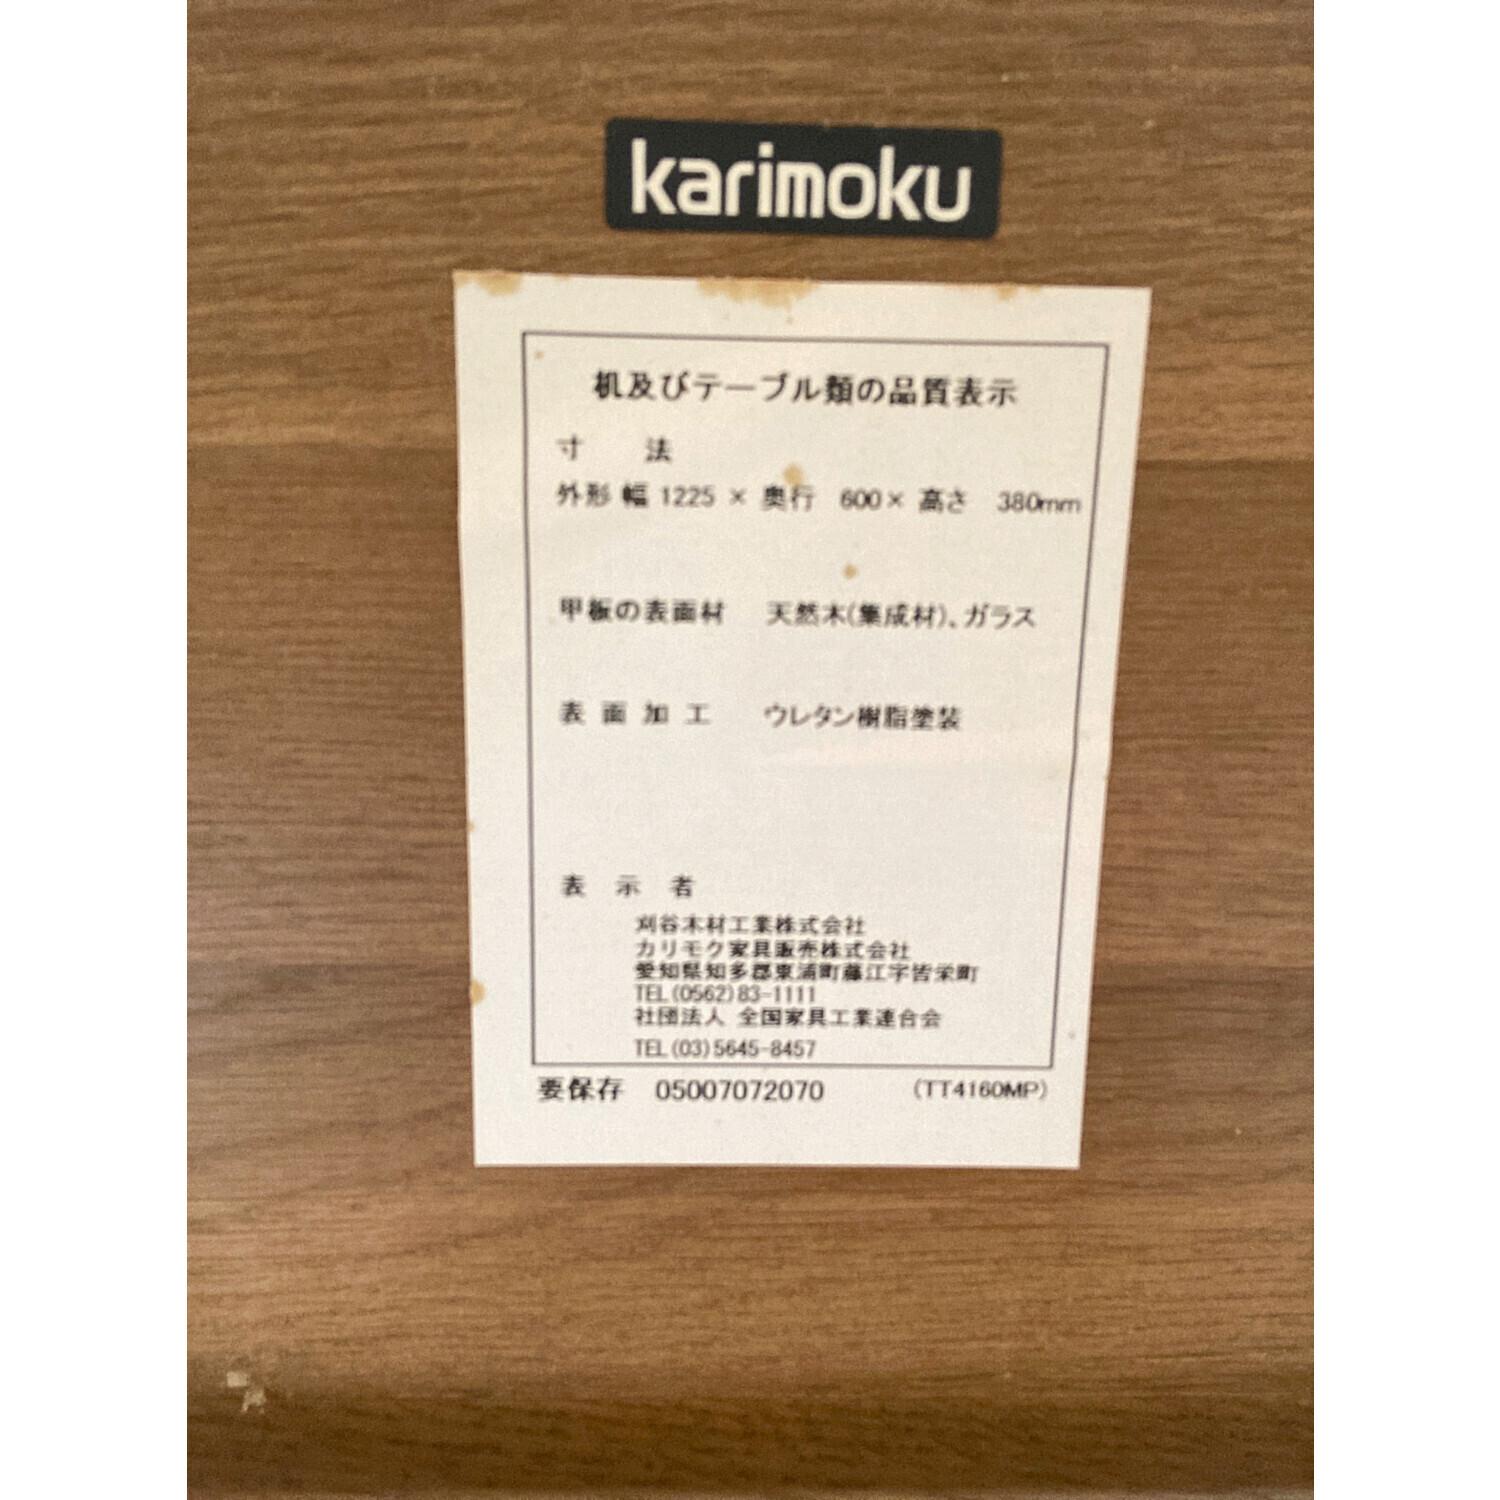 karimoku
机及びテーブル類の品質表示
寸 法
外形 幅 1225 × 奥行 600× 高さ 380mm
甲板の表面材 天然木(集成材)、ガラス
表面加工 ウレタン樹脂塗装
表示者
刈谷木材工業株式会社
カリモク家具販売株式会社
愛知県知多郡東浦町藤江字皆栄町
TEL(0562)83-1111
社団法人 全国家具工業連合会
TEL(03)5645-8457
要保存 05007072070 (TT4160MP)